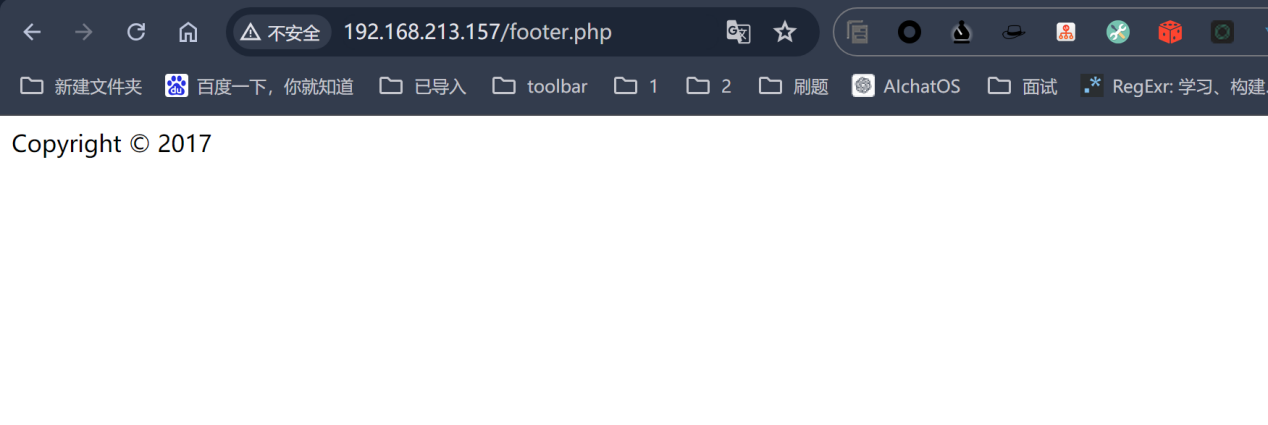 不安全 192.168.213.157/footer.php
新建文件夹 百度一下，你就知道 已导入 toolbar 1 2 刷题 AIchatOS 面试 RegExr: 学习、构建
Copyright © 2017